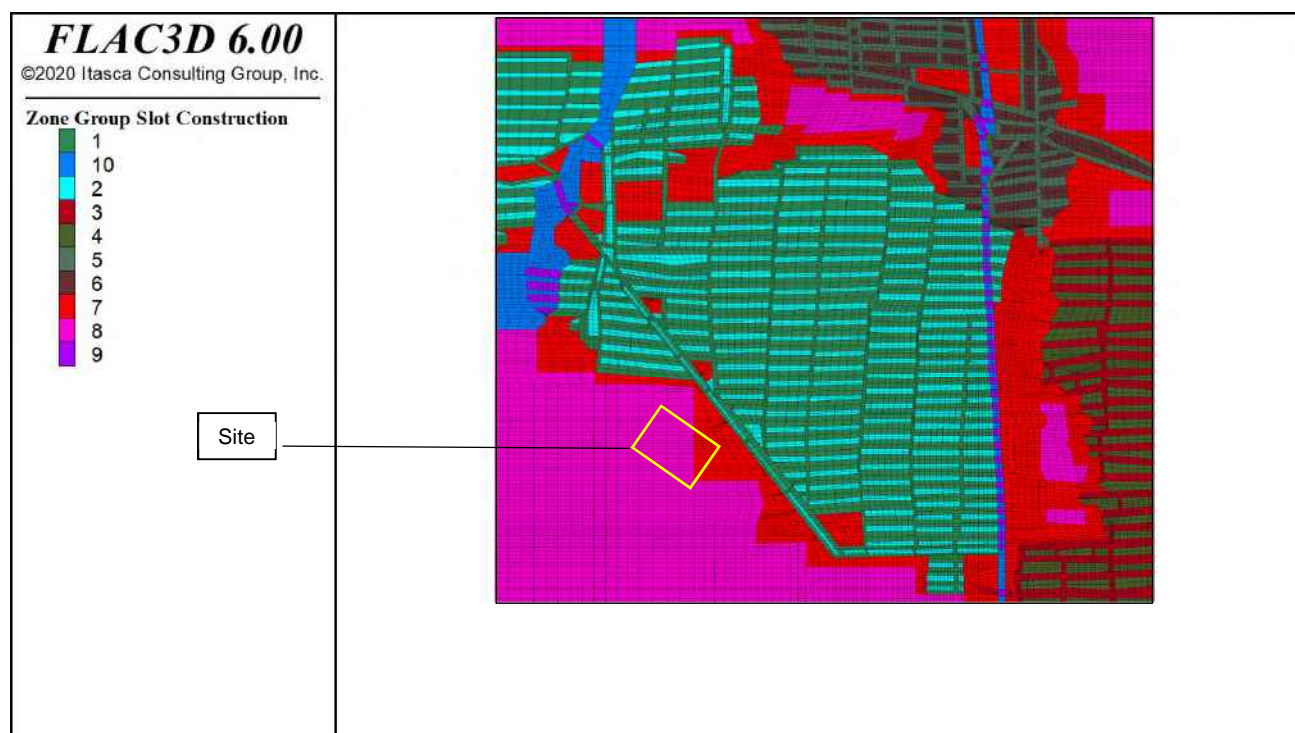 FLAC3D 6.00
©2020 Itasca Consulting Group, Inc.
Zone Group Slot Construction
1
10
2
3
4
5
6
7
8
9
Site